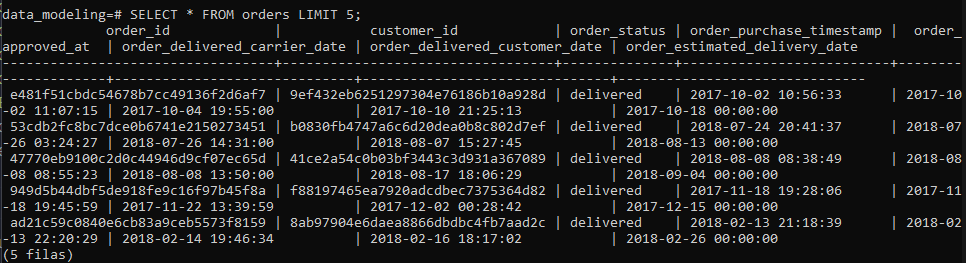 data_modeling=# SELECT * FROM orders LIMIT 5;
order_id | customer_id | order_status | order_purchase_timestamp | order_
approved_at | order_delivered_carrier_date | order_delivered_customer_date | order_estimated_delivery_date
----------------------------------+----------------------------------+--------------+--------------------------+-------
------------+------------------------------+-------------------------------+-------------------------------
e481f51cbdc54678b7cc49136f2d6af7 | 9ef432eb6251297304e76186b10a928d | delivered | 2017-10-02 10:56:33 | 2017-10
-02 11:07:15 | 2017-10-04 19:55:00 | 2017-10-10 21:25:13 | 2017-10-18 00:00:00
53cdb2fc8bc7dce0b6741e2150273451 | b0830fb4747a6c6d20dea0b8c802d7ef | delivered | 2018-07-24 20:41:37 | 2018-07
-26 03:24:27 | 2018-07-26 14:31:00 | 2018-08-07 15:27:45 | 2018-08-13 00:00:00
47770eb9100c2d0c44946d9cf07ec65d | 41ce2a54c0b03bf3443c3d931a367089 | delivered | 2018-08-08 08:38:49 | 2018-08
-08 08:55:23 | 2018-08-08 13:50:00 | 2018-08-17 18:06:29 | 2018-09-04 00:00:00
949d5b44dbf5de918fe9c16f97b45f8a | f88197465ea7920adcdbec7375364d82 | delivered | 2017-11-18 19:28:06 | 2017-11
-18 19:45:59 | 2017-11-22 13:39:59 | 2017-12-02 00:28:42 | 2017-12-15 00:00:00
ad21c59c0840e6cb83a9ceb5573f8159 | 8ab97904e6daea8866dbdbc4fb7aad2c | delivered | 2018-02-13 21:18:39 | 2018-02
-13 22:20:29 | 2018-02-14 19:46:34 | 2018-02-16 18:17:02 | 2018-02-26 00:00:00
(5 filas)